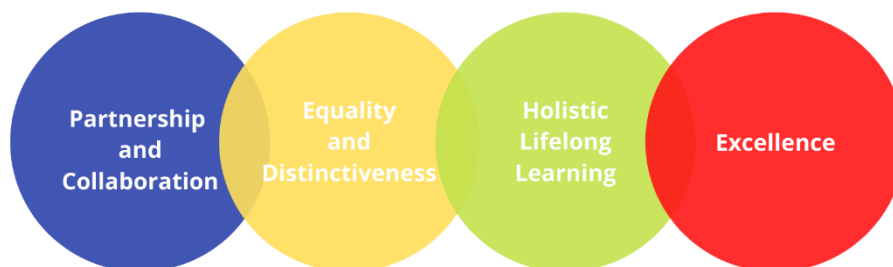 Partnership
and
Collaboration
Equality
and
Distinctiveness
Holistic
Lifelong
Learning
Excellence